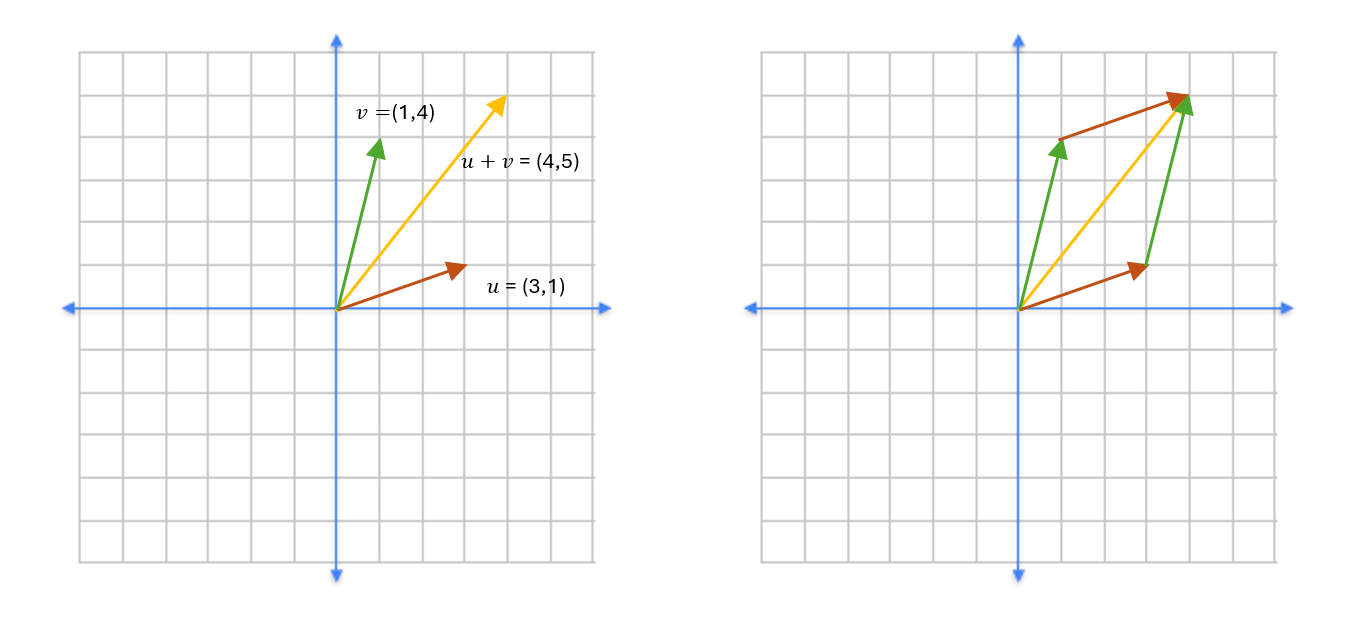 v =(1,4)
u + v = (4,5)
u = (3,1)